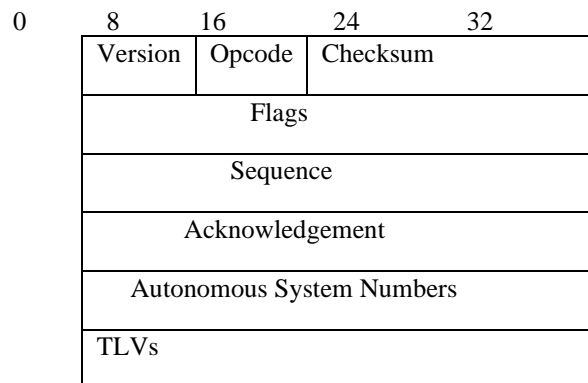 0 8 16 24 32
Version Opcode Checksum
Flags
Sequence
Acknowledgement
Autonomous System Numbers
TLVs